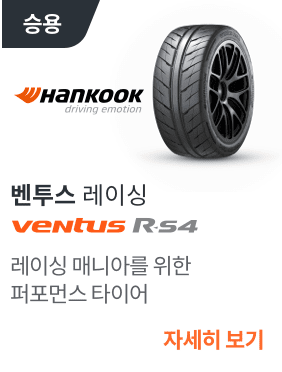 승용
HANKOOK
driving emotion
벤투스 레이싱
ventus R-S4
레이싱 매니아를 위한
퍼포먼스 타이어
자세히 보기